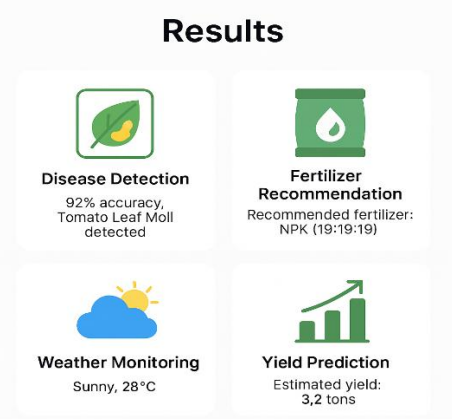 Results
Disease Detection
92% accuracy,
Tomato Leaf Moll
detected
Fertilizer
Recommendation
Recommended fertilizer:
NPK (19:19:19)
Weather Monitoring
Sunny, 28°C
Yield Prediction
Estimated yield:
3,2 tons